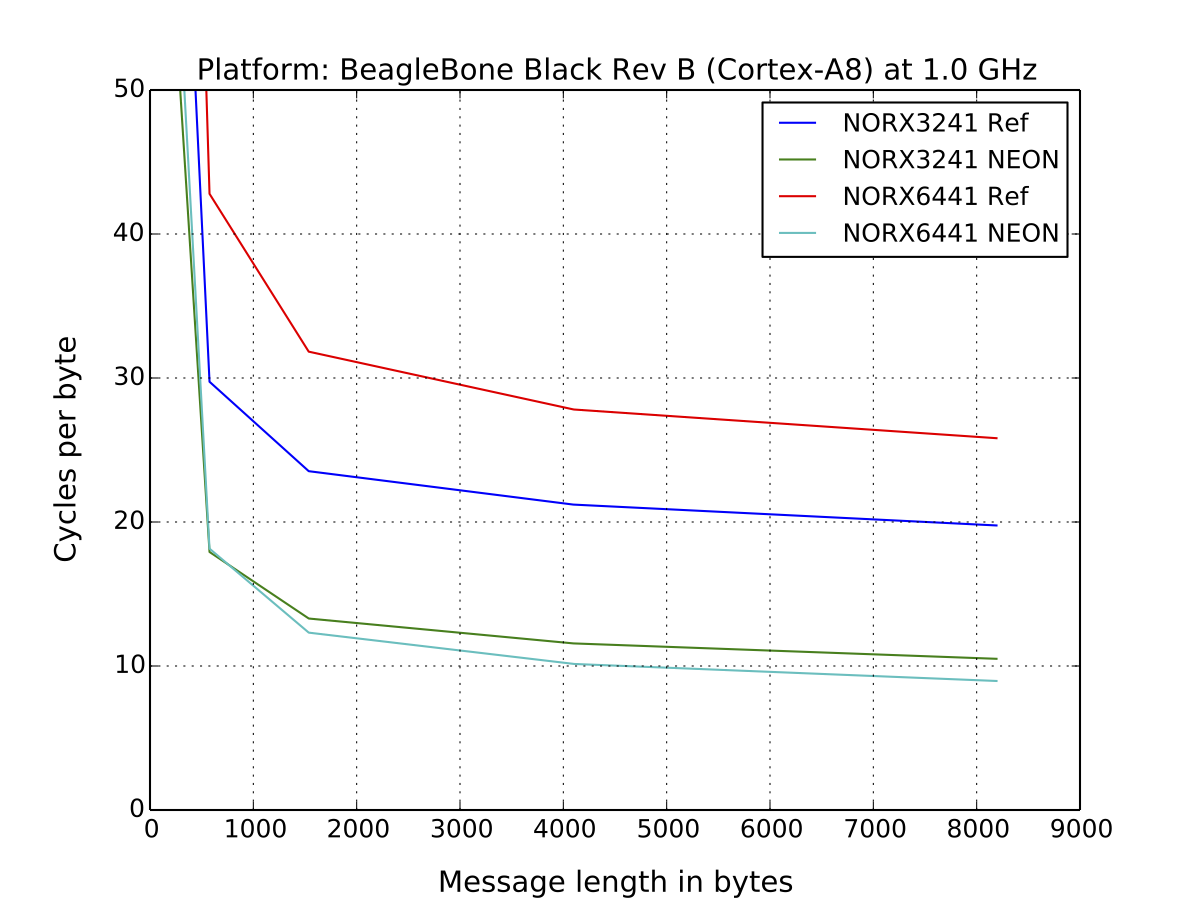 Platform: BeagleBone Black Rev B (Cortex-A8) at 1.0 GHz
50
40
30
20
10
0
Cycles per byte
NORX3241 Ref
NORX3241 NEON
NORX6441 Ref
NORX6441 NEON
0 1000 2000 3000 4000 5000 6000 7000 8000 9000
Message length in bytes